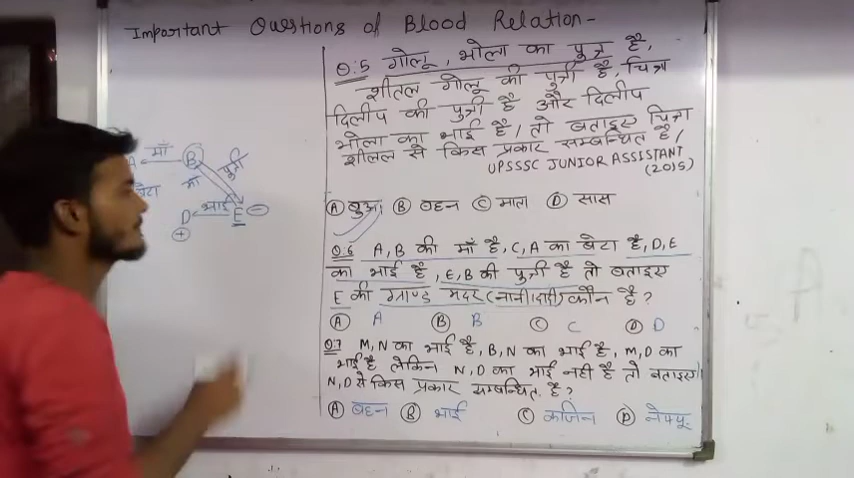 Important Questions of Blood Relation-
Q:5 गोलू, भोला का पुत्र है,
शीतल गोलू की पुत्री है, चित्रा
दिलीप की पुत्री है और दिलीप
भोला का भाई है, तो बताइए चित्रा
शीतल से किस प्रकार सम्बन्धित है,
UPSSSC JUNIOR ASSISTANT
(2015)
(A) बुआ (B) बहन (C) माता (D) सास
Q.6 A, B की माँ है, C, A का बेटा है, D, E
का भाई है, E, B की पुत्री है तो बताइए
E की ग्राण्ड मदर (नानी/दादी) कौन है?
(A) A (B) B (C) C (D) D
Q.7 M, N का भाई है, B, N का भाई है, M, D का
भाई है लेकिन N, D का भाई नहीं है तो बताइए।
N, D से किस प्रकार सम्बन्धित है?
(A) बहन (B) भाई (C) कजिन (D) नेफ्यू
A माँ B पुत्री
बेटा माँ
D भाई E -
+